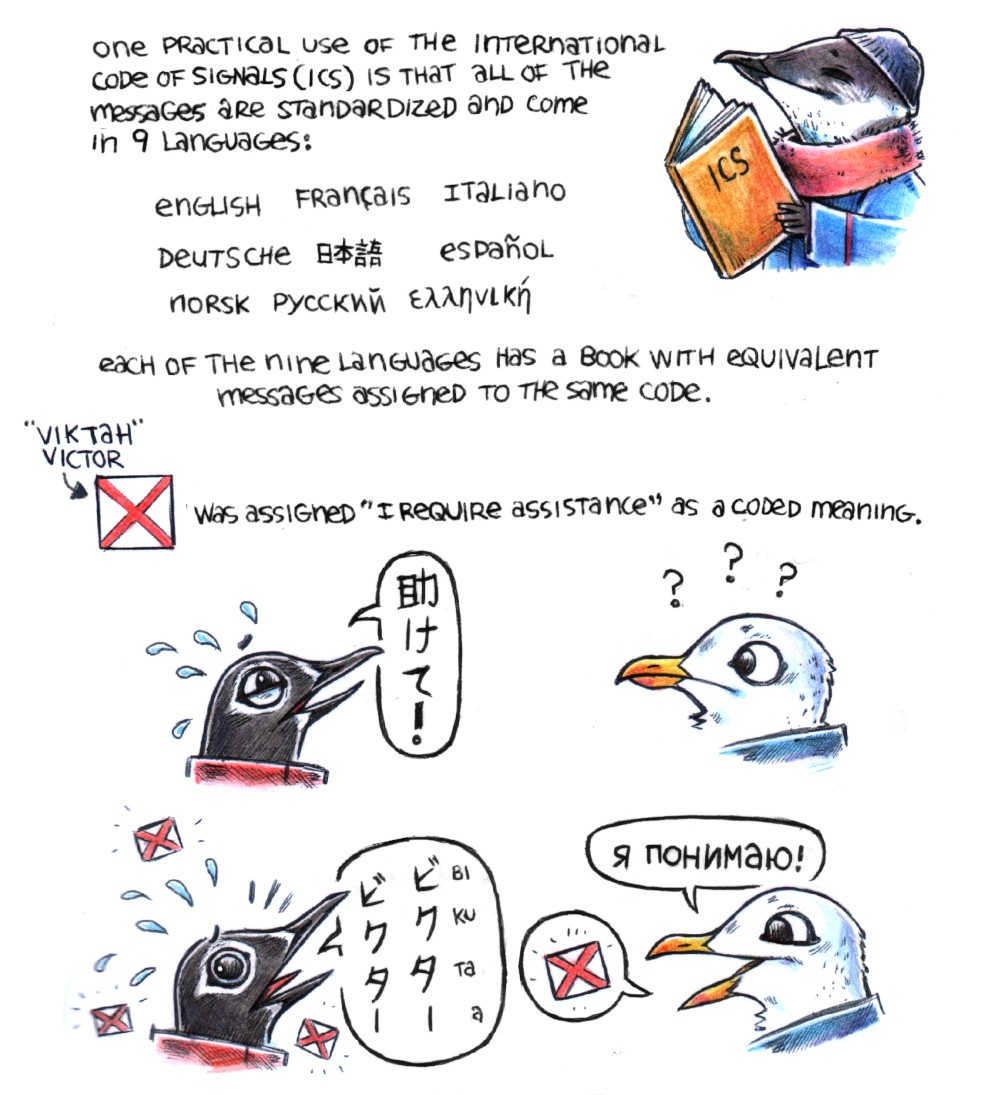 one PRACTICAL USE OF THE INTERNATIONAL
CODE OF SIGNALS (ICS) IS THAT ALL OF THE
messages are STANDARDIZED and come
in 9 Languages:
ICS
enGLISH Français ITaliano
DeuTSCHe 日本語 español
norsk Русский ελληνική
each of the nine Languages has a Book with equivalent
messages assigned to the same code.
"VIKTaH"
VICTOR
was assigned "I Require assistance" as a coded meaning.
助けて!
? ? ?
ビクター
ビクター
BI
KU
Ta
a
Я понимаю!